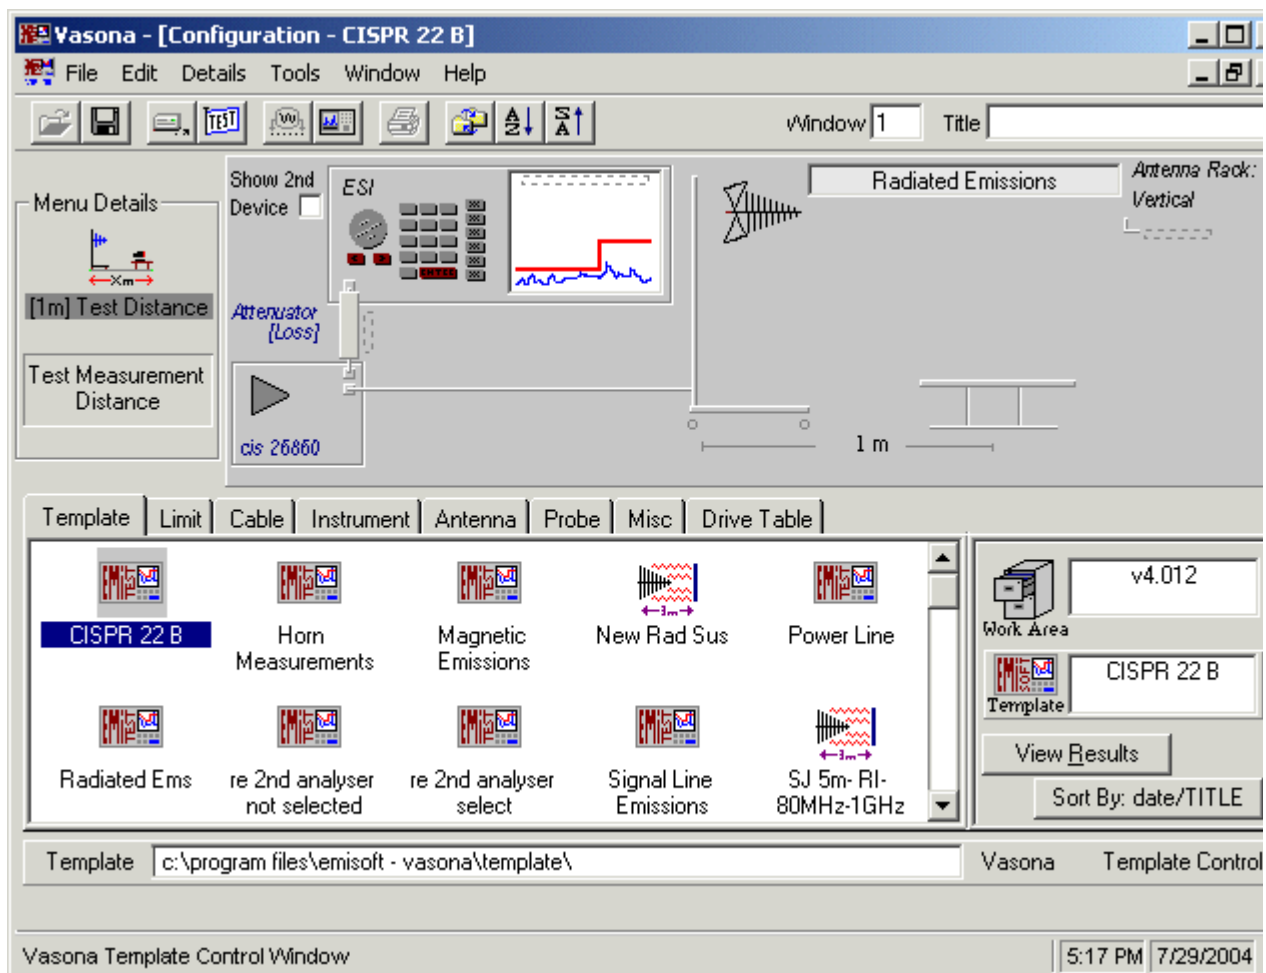 Vasona - [Configuration - CISPR 22 B]
File Edit Details Tools Window Help
TEST
A Z
Z A
Window 1 Title
Menu Details
Xm
[1m] Test Distance
Test Measurement
Distance
Show 2nd
Device
ESI
ENTER
Radiated Emissions
Antenna Rack:
Vertical
Attenuator
[Loss]
cis 26860
1 m
Template Limit Cable Instrument Antenna Probe Misc Drive Table
CISPR 22 B
Horn
Measurements
Magnetic
Emissions
3m
New Rad Sus
Power Line
Radiated Ems
re 2nd analyser
not selected
re 2nd analyser
select
Signal Line
Emissions
3m
SJ 5m- RI-
80MHz-1GHz
v4.012
Work Area
CISPR 22 B
Template
View Results
Sort By: date/TITLE
Template c:\program files\emisoft - vasona\template\ Vasona Template Control
Vasona Template Control Window 5:17 PM 7/29/2004